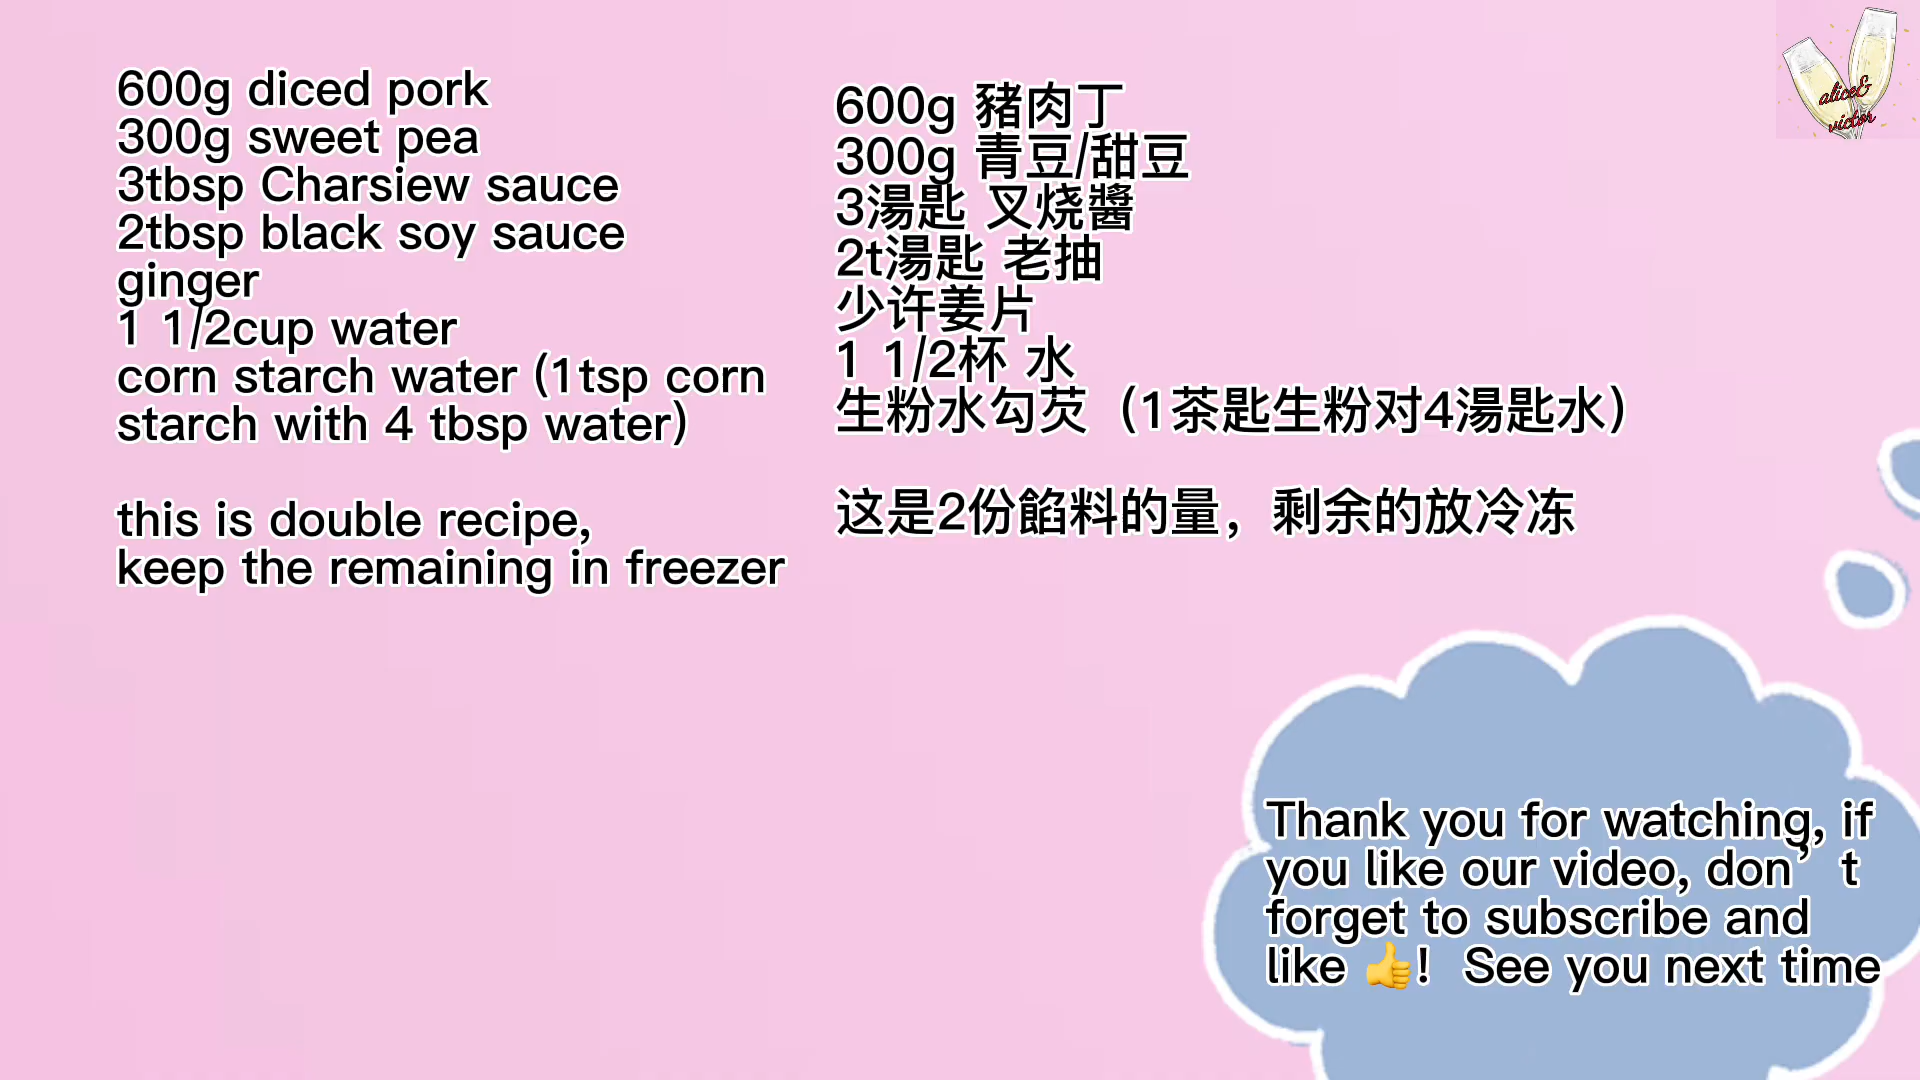 600g diced pork
300g sweet pea
3tbsp Charsiew sauce
2tbsp black soy sauce
ginger
1 1/2cup water
corn starch water (1tsp corn
starch with 4 tbsp water)
this is double recipe,
keep the remaining in freezer
600g 豬肉丁
300g 青豆/甜豆
3湯匙 叉烧醬
2t湯匙 老抽
少许姜片
1 1/2杯 水
生粉水勾芡（1茶匙生粉对4湯匙水）
这是2份餡料的量，剩余的放冷冻
alice&
victor
Thank you for watching, if
you like our video, don’t
forget to subscribe and
like 👍! See you next time